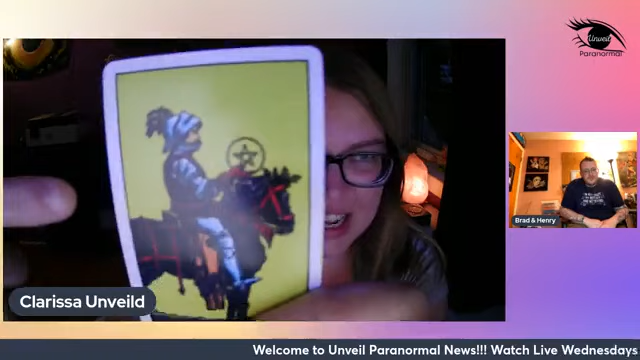 Unveil
Paranormal
Brad & Henry
Clarissa Unveild
Welcome to Unveil Paranormal News!!! Watch Live Wednesdays